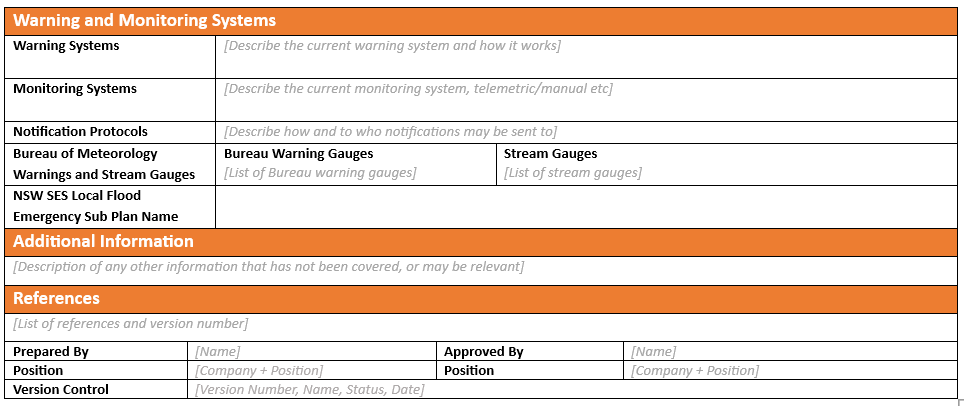 Warning and Monitoring Systems
Warning Systems [Describe the current warning system and how it works]
Monitoring Systems [Describe the current monitoring system, telemetric/manual etc]
Notification Protocols [Describe how and to who notifications may be sent to]
Bureau of Meteorology Bureau Warning Gauges Stream Gauges
Warnings and Stream Gauges [List of Bureau warning gauges] [List of stream gauges]
NSW SES Local Flood
Emergency Sub Plan Name
Additional Information
[Description of any other information that has not been covered, or may be relevant]
References
[List of references and version number]
Prepared By [Name] Approved By [Name]
Position [Company + Position] Position [Company + Position]
Version Control [Version Number, Name, Status, Date]